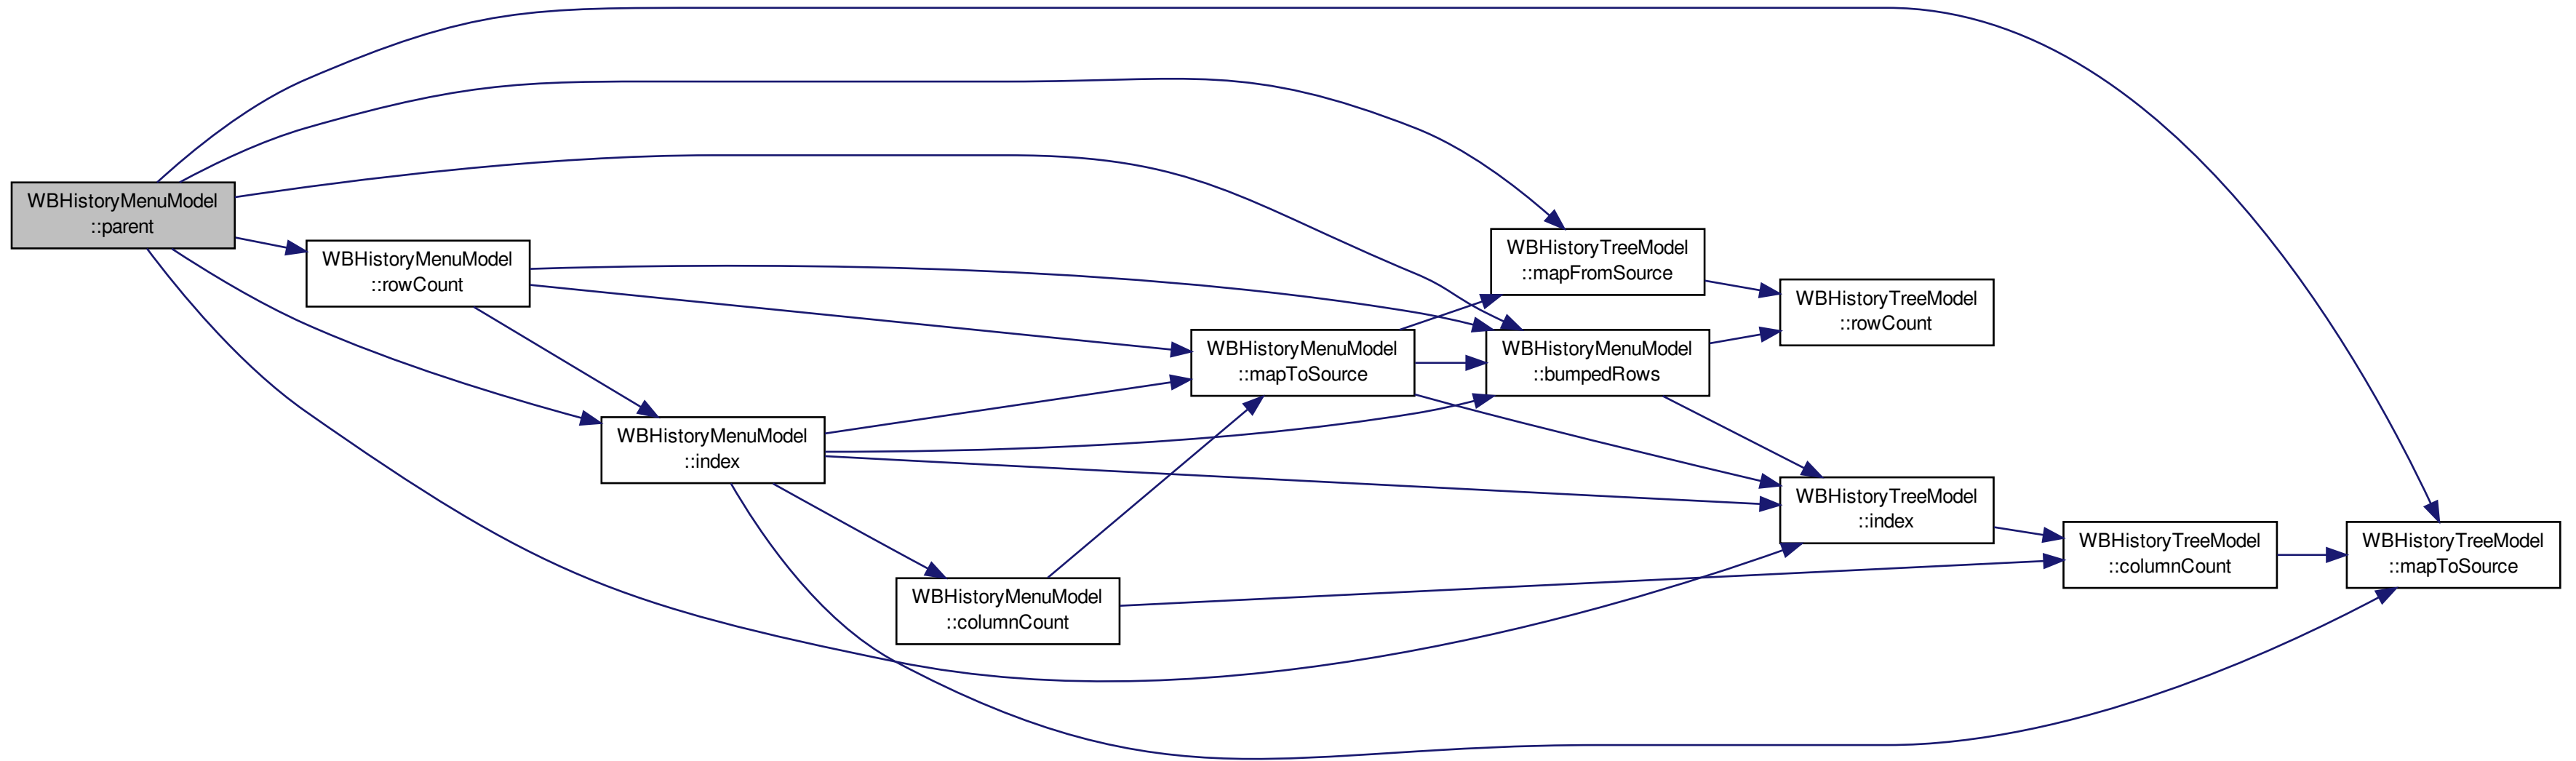 WBHistoryMenuModel
::parent
WBHistoryMenuModel
::rowCount
WBHistoryMenuModel
::index
WBHistoryMenuModel
::columnCount
WBHistoryMenuModel
::mapToSource
WBHistoryTreeModel
::mapFromSource
WBHistoryMenuModel
::bumpedRows
WBHistoryTreeModel
::rowCount
WBHistoryTreeModel
::index
WBHistoryTreeModel
::columnCount
WBHistoryTreeModel
::mapToSource